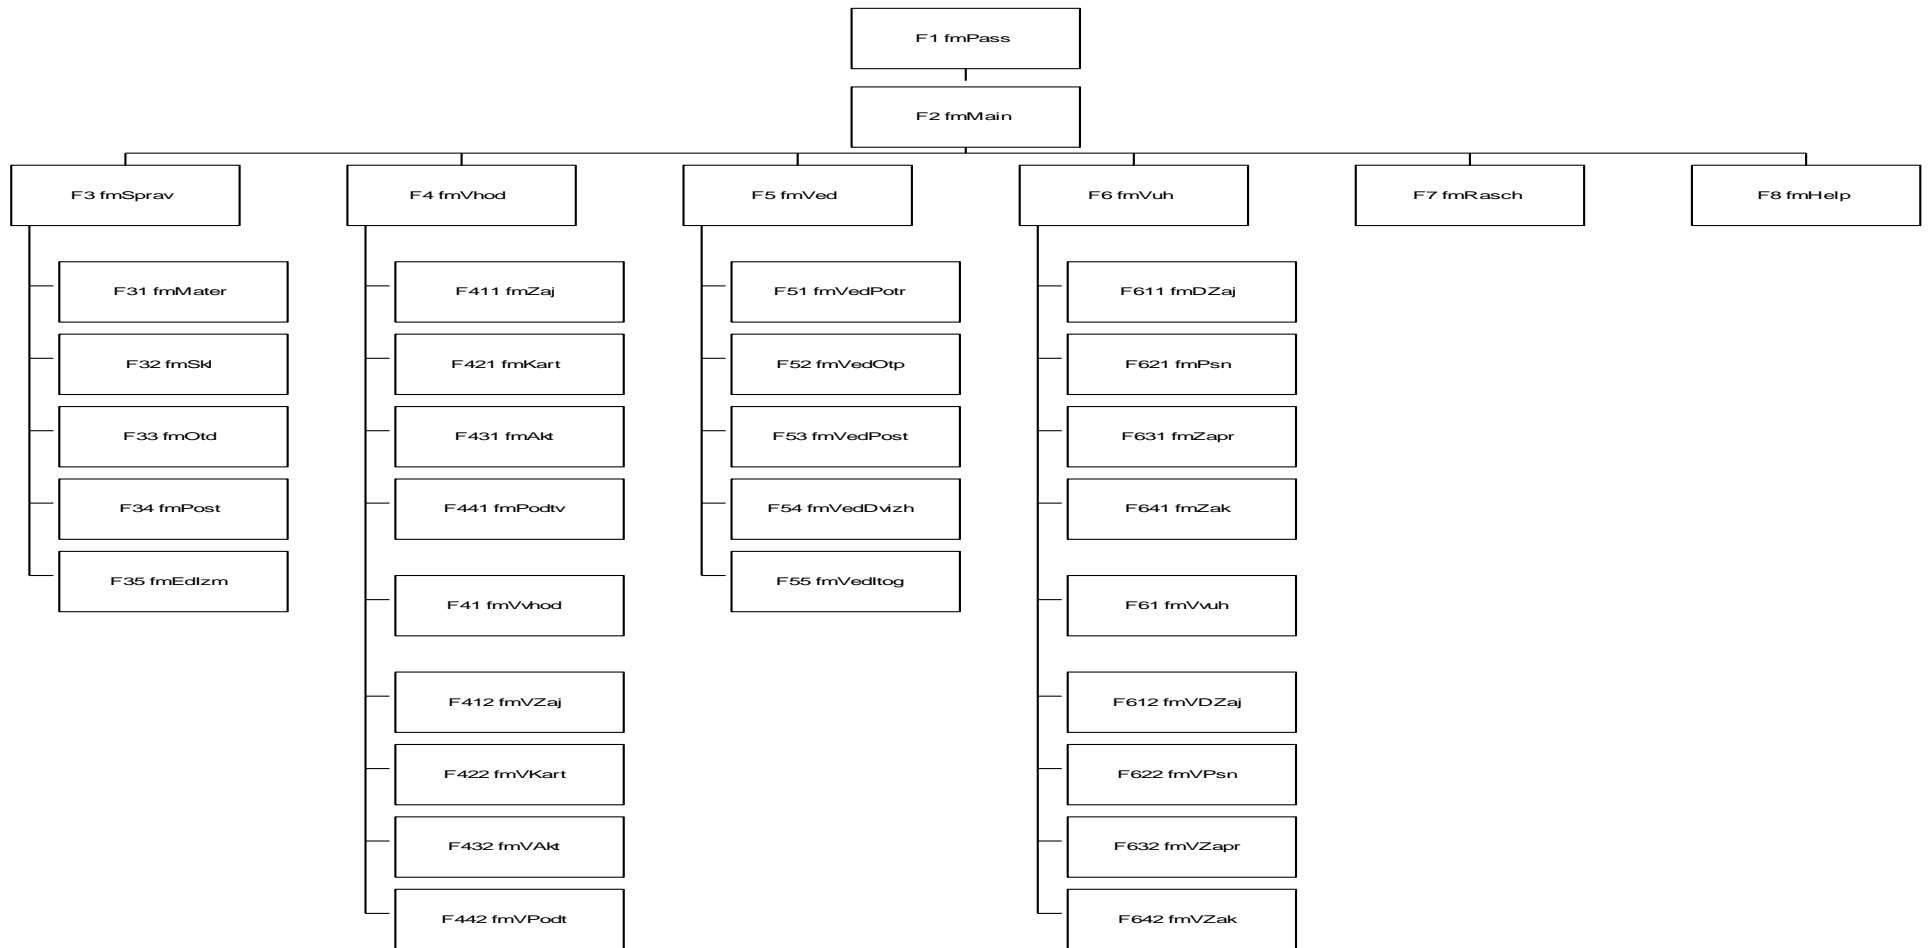 F1 fmPass
F2 fmMain
F3 fmSprav
F4 fmVhod
F5 fmVed
F6 fmVuh
F7 fmRasch
F8 fmHelp
F31 fmMater
F411 fmZaj
F51 fmVedPotr
F611 fmDZaj
F32 fmSkl
F421 fmKart
F52 fmVedOtp
F621 fmPsn
F33 fmOtd
F431 fmAkt
F53 fmVedPost
F631 fmZapr
F34 fmPost
F441 fmPodtv
F54 fmVedDvizh
F641 fmZak
F35 fmEdIzm
F41 fmVvhod
F55 fmVedItog
F61 fmVvuh
F412 fmVZaj
F612 fmVDZaj
F422 fmVKart
F622 fmVPsn
F432 fmVAkt
F632 fmVZapr
F442 fmVPodt
F642 fmVZak